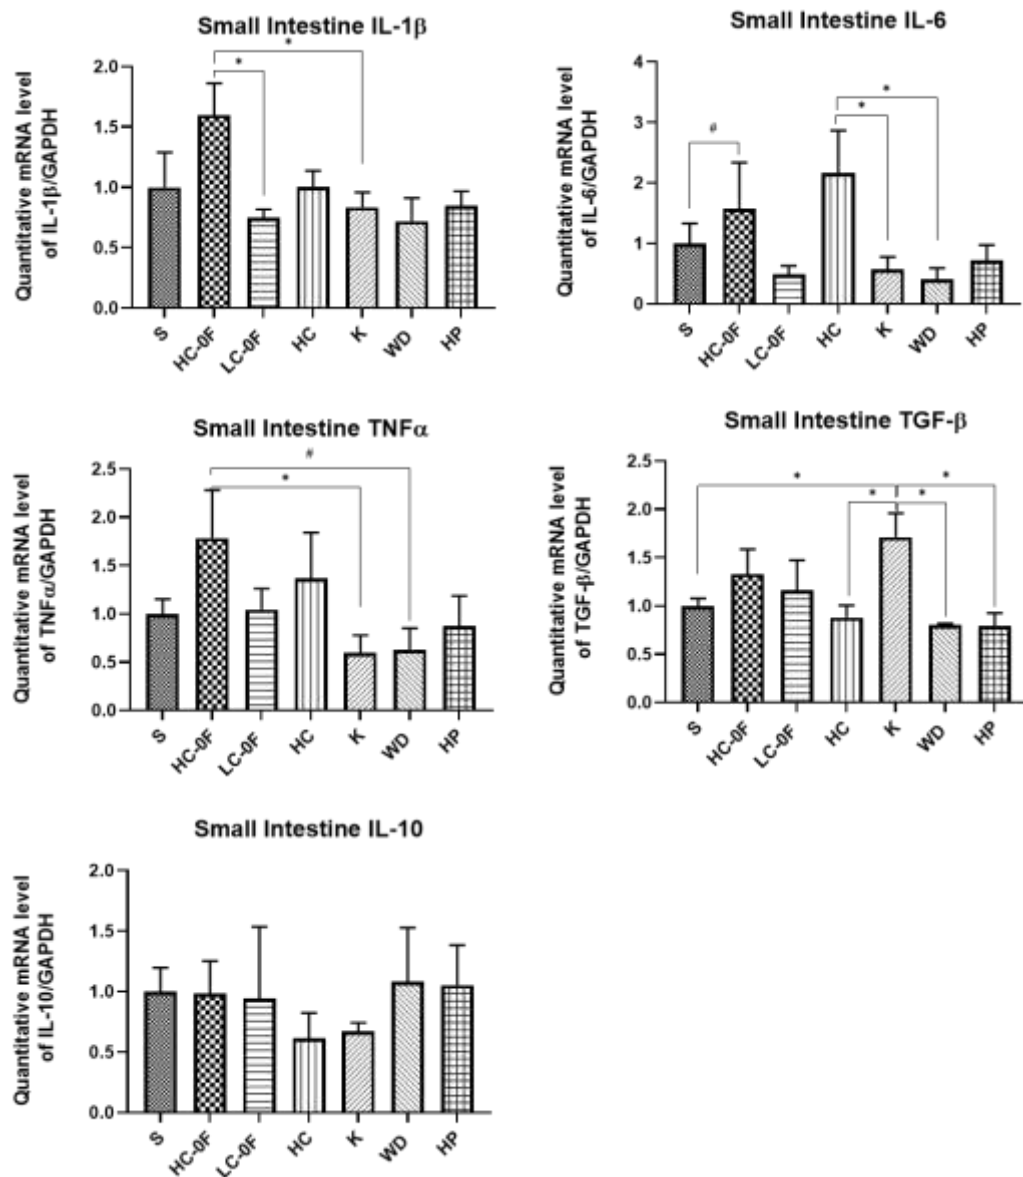 Small Intestine IL-1β
Quantitative mRNA level
of IL-1β/GAPDH
2.0
1.5
1.0
0.5
0.0
*
*
S
HC-0F
LC-0F
HC
K
WD
HP
Small Intestine IL-6
Quantitative mRNA level
of IL-6/GAPDH
4
3
2
1
0
#
*
*
S
HC-0F
LC-0F
HC
K
WD
HP
Small Intestine TNFα
Quantitative mRNA level
of TNFα/GAPDH
2.5
2.0
1.5
1.0
0.5
0.0
#
*
S
HC-0F
LC-0F
HC
K
WD
HP
Small Intestine TGF-β
Quantitative mRNA level
of TGF-β/GAPDH
2.5
2.0
1.5
1.0
0.5
0.0
*
*
*
*
S
HC-0F
LC-0F
HC
K
WD
HP
Small Intestine IL-10
Quantitative mRNA level
of IL-10/GAPDH
2.0
1.5
1.0
0.5
0.0
S
HC-0F
LC-0F
HC
K
WD
HP